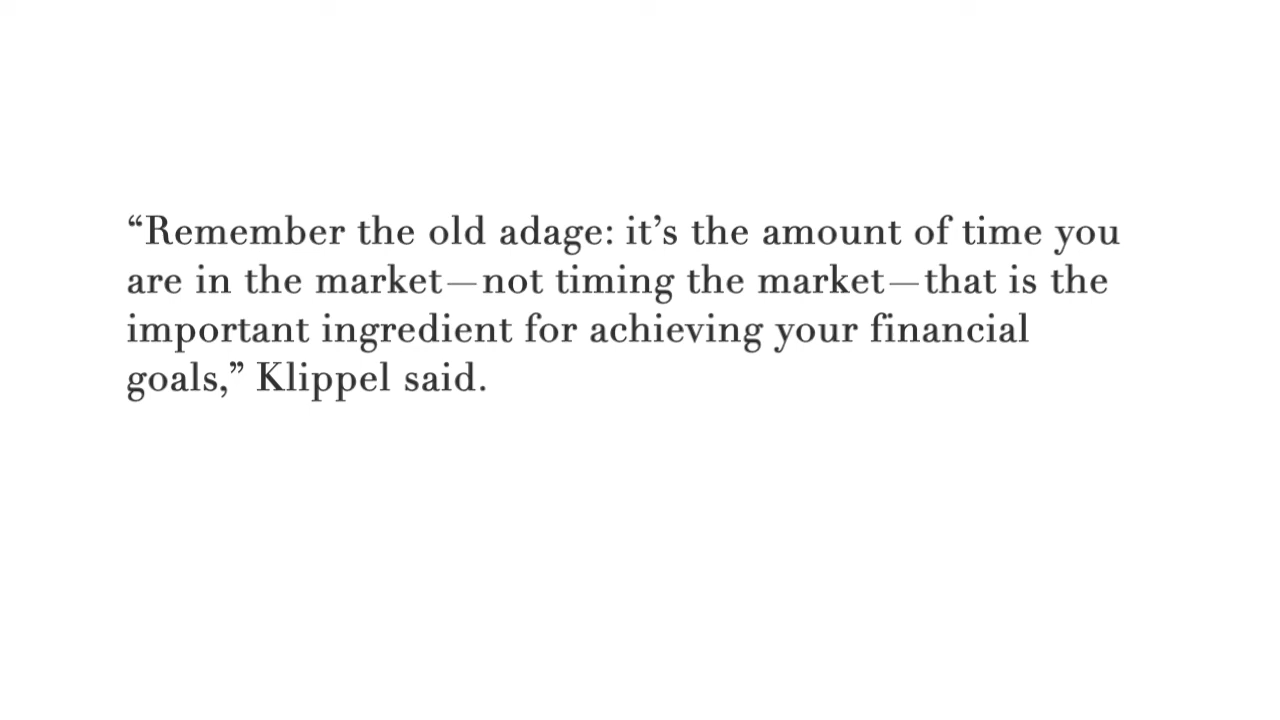 “Remember the old adage: it’s the amount of time you
are in the market—not timing the market—that is the
important ingredient for achieving your financial
goals,” Klippel said.